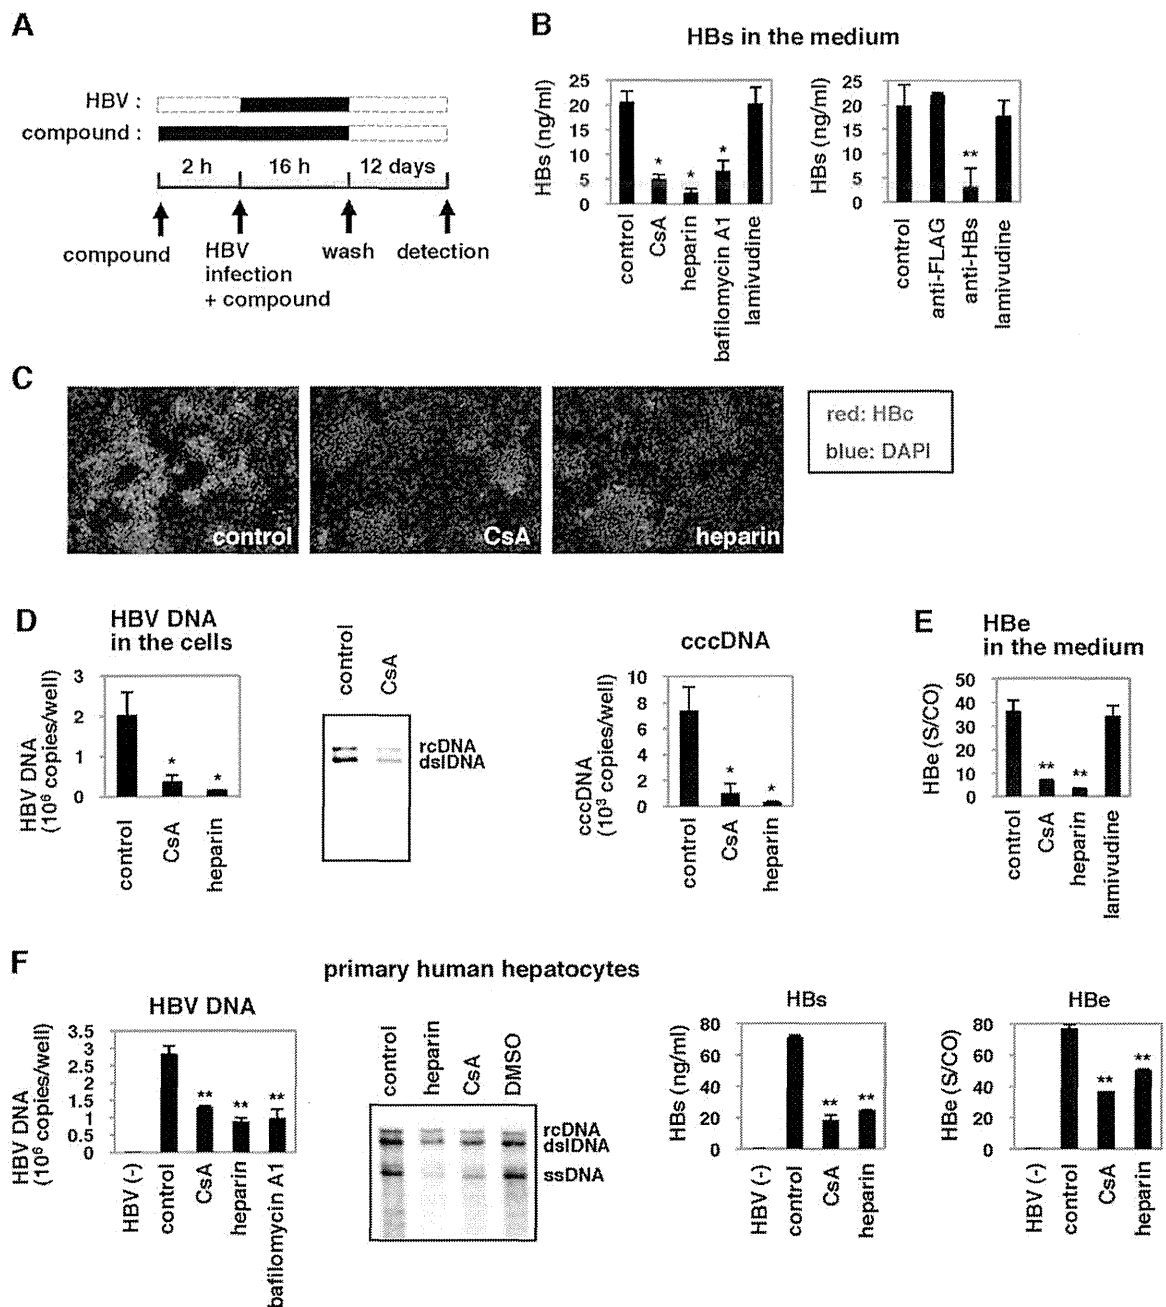 A
HBV :
compound :
2 h
16 h
12 days
compound
HBV
infection
+ compound
wash
detection
B
HBs in the medium
HBs (ng/ml)
25
20
15
10
5
0
*
*
*
control
CsA
heparin
bafilomycin A1
lamivudine
HBs (ng/ml)
25
20
15
10
5
0
**
control
anti-FLAG
anti-HBs
lamivudine
C
control
CsA
heparin
red: HBc
blue: DAPI
D
HBV DNA
in the cells
HBV DNA
(10⁶ copies/well)
3
2
1
0
*
*
control
CsA
heparin
control
CsA
rcDNA
dslDNA
cccDNA
cccDNA
(10³ copies/well)
10
8
6
4
2
0
*
*
control
CsA
heparin
E
HBe
in the medium
HBe (S/CO)
50
40
30
20
10
0
**
**
control
CsA
heparin
lamivudine
F
primary human hepatocytes
HBV DNA
HBV DNA
(10⁶ copies/well)
3.5
3
2.5
2
1.5
1
0.5
0
**
**
**
HBV (-)
control
CsA
heparin
bafilomycin A1
control
heparin
CsA
DMSO
rcDNA
dslDNA
ssDNA
HBs
HBs (ng/ml)
80
60
40
20
0
**
**
HBV (-)
control
CsA
heparin
HBe
HBe (S/CO)
80
60
40
20
0
**
**
HBV (-)
control
CsA
heparin